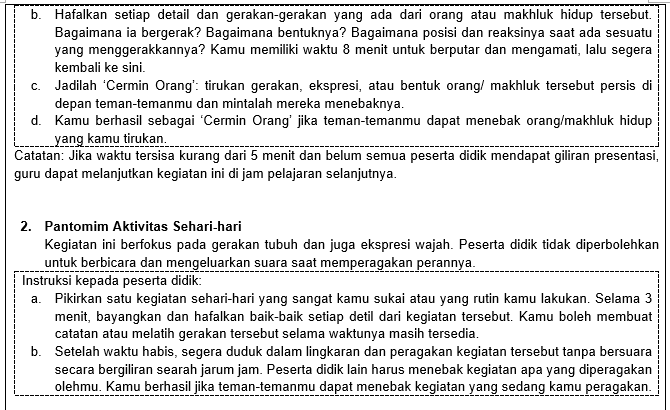 b. Hafalkan setiap detail dan gerakan-gerakan yang ada dari orang atau makhluk hidup tersebut.
Bagaimana ia bergerak? Bagaimana bentuknya? Bagaimana posisi dan reaksinya saat ada sesuatu
yang menggerakkannya? Kamu memiliki waktu 8 menit untuk berputar dan mengamati, lalu segera
kembali ke sini.
c. Jadilah ‘Cermin Orang’: tirukan gerakan, ekspresi, atau bentuk orang/ makhluk tersebut persis di
depan teman-temanmu dan mintalah mereka menebaknya.
d. Kamu berhasil sebagai ‘Cermin Orang’ jika teman-temanmu dapat menebak orang/makhluk hidup
yang kamu tirukan.
Catatan: Jika waktu tersisa kurang dari 5 menit dan belum semua peserta didik mendapat giliran presentasi,
guru dapat melanjutkan kegiatan ini di jam pelajaran selanjutnya.
2. Pantomim Aktivitas Sehari-hari
Kegiatan ini berfokus pada gerakan tubuh dan juga ekspresi wajah. Peserta didik tidak diperbolehkan
untuk berbicara dan mengeluarkan suara saat memperagakan perannya.
Instruksi kepada peserta didik:
a. Pikirkan satu kegiatan sehari-hari yang sangat kamu sukai atau yang rutin kamu lakukan. Selama 3
menit, bayangkan dan hafalkan baik-baik setiap detil dari kegiatan tersebut. Kamu boleh membuat
catatan atau melatih gerakan tersebut selama waktunya masih tersedia.
b. Setelah waktu habis, segera duduk dalam lingkaran dan peragakan kegiatan tersebut tanpa bersuara
secara bergiliran searah jarum jam. Peserta didik lain harus menebak kegiatan apa yang diperagakan
olehmu. Kamu berhasil jika teman-temanmu dapat menebak kegiatan yang sedang kamu peragakan.